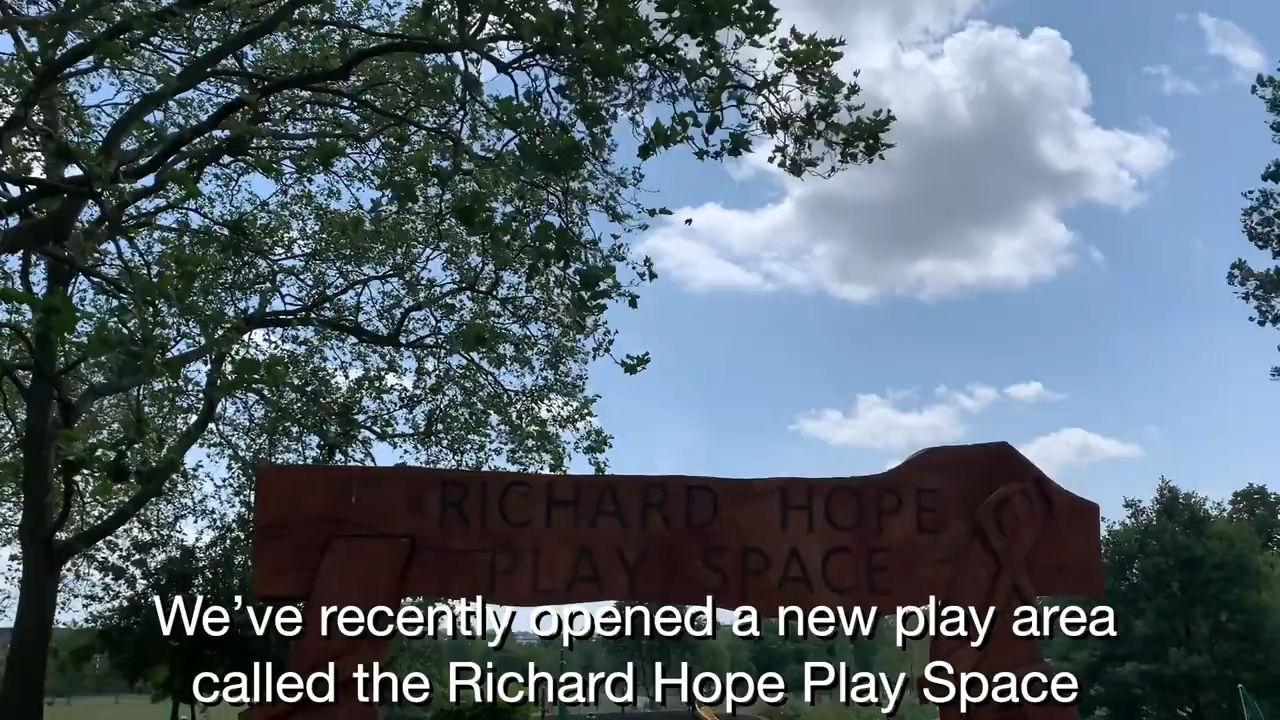 RICHARD HOPE
PLAY SPACE
We’ve recently opened a new play area
called the Richard Hope Play Space